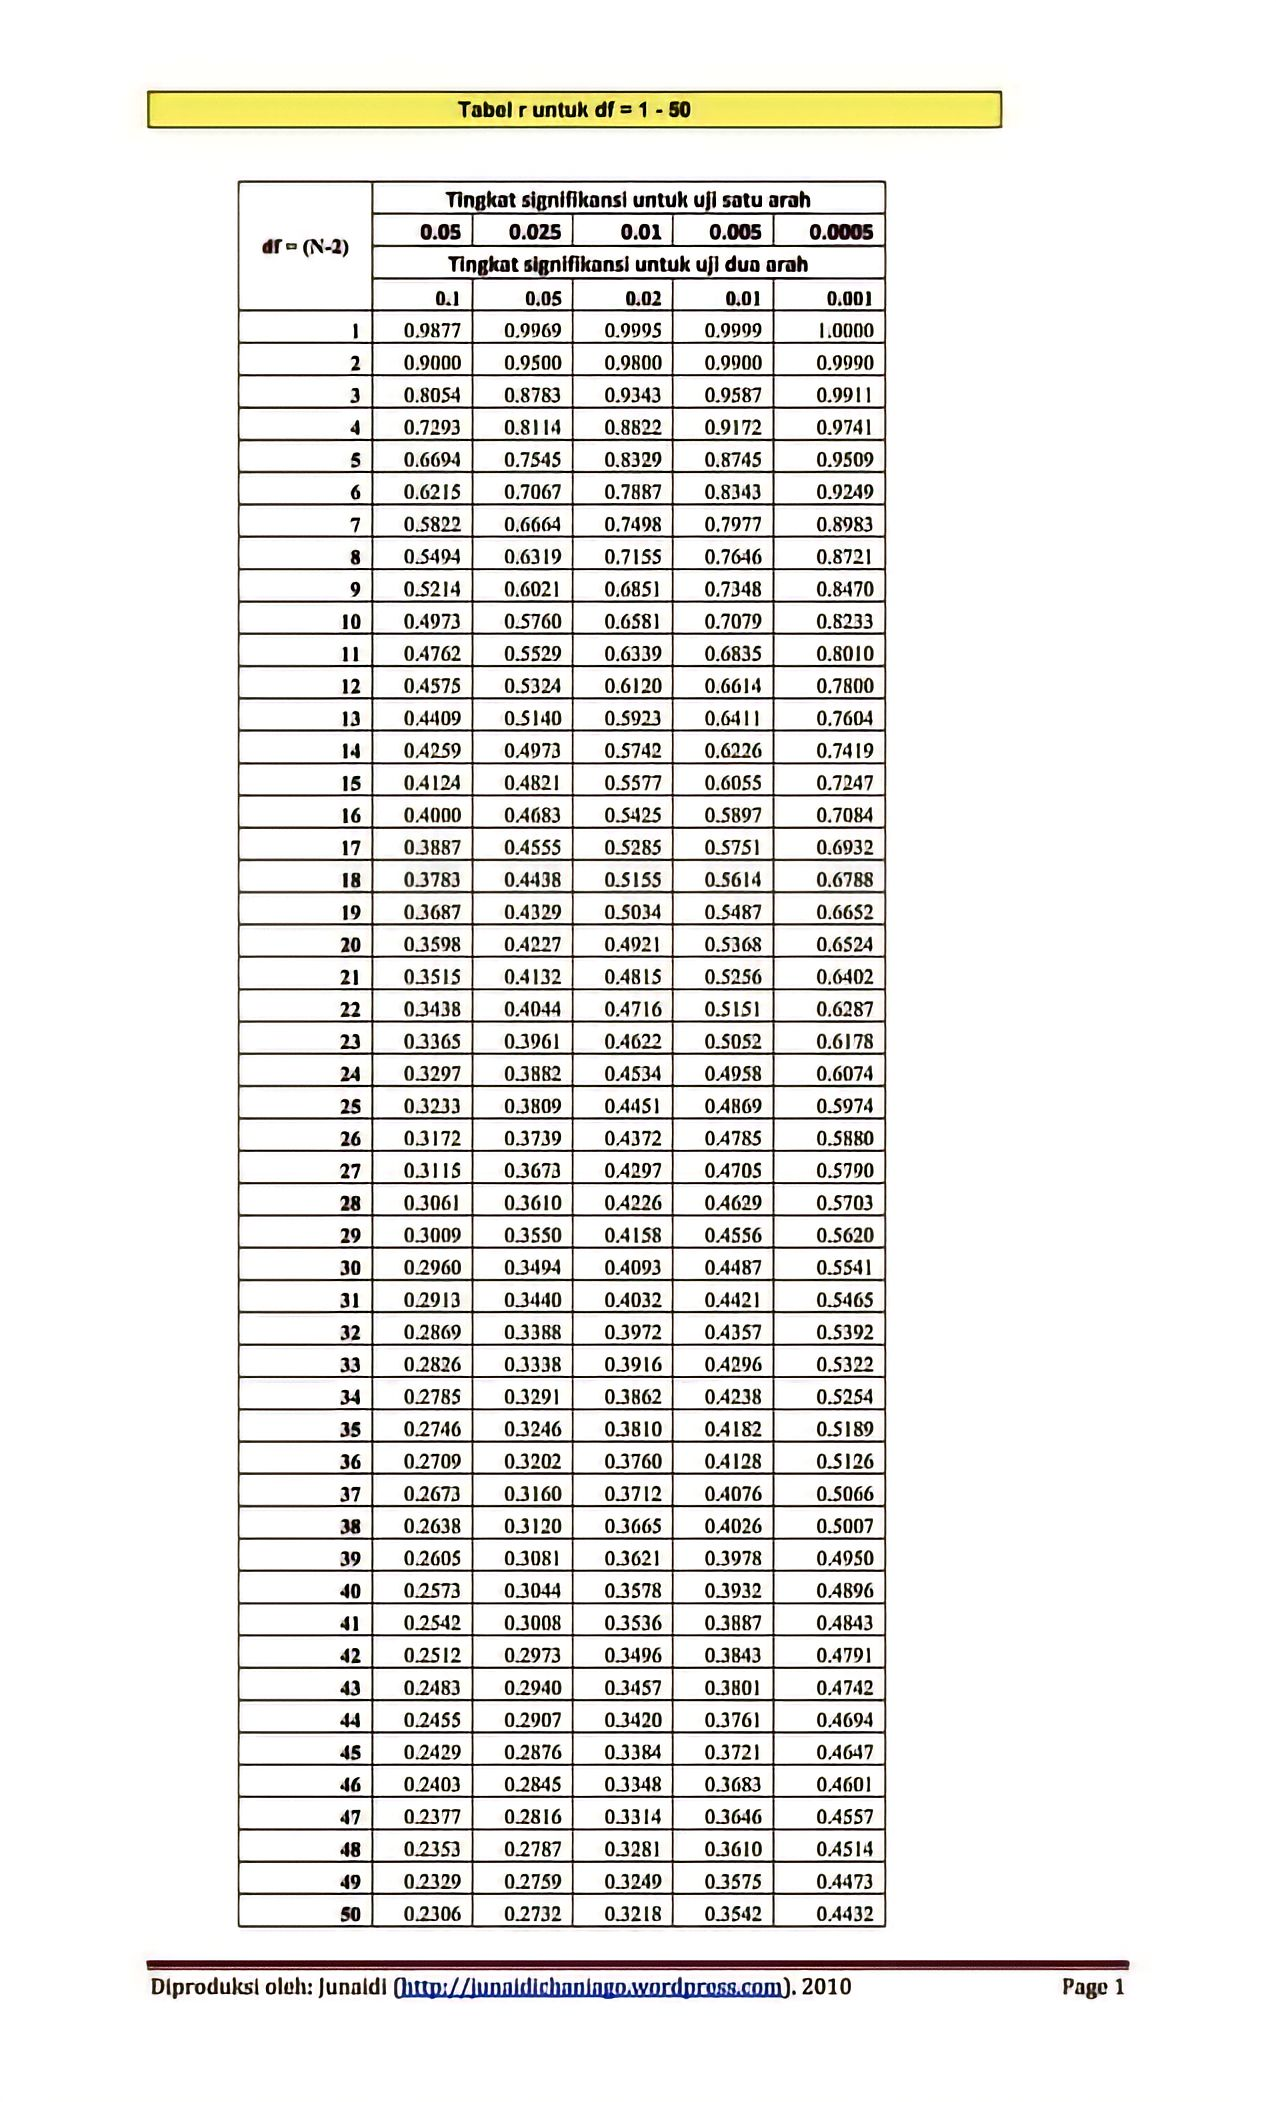 Tabel r untuk df = 1 - 50
Tingkat signifikansi untuk uji satu arah
df = (N-2) 0.05 0.025 0.01 0.005 0.0005
Tingkat signifikansi untuk uji dua arah
0.1 0.05 0.02 0.01 0.001
1 0.9877 0.9969 0.9995 0.9999 1.0000
2 0.9000 0.9500 0.9800 0.9900 0.9990
3 0.8054 0.8783 0.9343 0.9587 0.9911
4 0.7293 0.8114 0.8822 0.9172 0.9741
5 0.6694 0.7545 0.8329 0.8745 0.9509
6 0.6215 0.7067 0.7887 0.8343 0.9249
7 0.5822 0.6664 0.7498 0.7977 0.8983
8 0.5494 0.6319 0.7155 0.7646 0.8721
9 0.5214 0.6021 0.6851 0.7348 0.8470
10 0.4973 0.5760 0.6581 0.7079 0.8233
11 0.4762 0.5529 0.6339 0.6835 0.8010
12 0.4575 0.5324 0.6120 0.6614 0.7800
13 0.4409 0.5140 0.5923 0.6411 0.7604
14 0.4259 0.4973 0.5742 0.6226 0.7419
15 0.4124 0.4821 0.5577 0.6055 0.7247
16 0.4000 0.4683 0.5425 0.5897 0.7084
17 0.3887 0.4555 0.5285 0.5751 0.6932
18 0.3783 0.4438 0.5155 0.5614 0.6788
19 0.3687 0.4329 0.5034 0.5487 0.6652
20 0.3598 0.4227 0.4921 0.5368 0.6524
21 0.3515 0.4132 0.4815 0.5256 0.6402
22 0.3438 0.4044 0.4716 0.5151 0.6287
23 0.3365 0.3961 0.4622 0.5052 0.6178
24 0.3297 0.3882 0.4534 0.4958 0.6074
25 0.3233 0.3809 0.4451 0.4869 0.5974
26 0.3172 0.3739 0.4372 0.4785 0.5880
27 0.3115 0.3673 0.4297 0.4705 0.5790
28 0.3061 0.3610 0.4226 0.4629 0.5703
29 0.3009 0.3550 0.4158 0.4556 0.5620
30 0.2960 0.3494 0.4093 0.4487 0.5541
31 0.2913 0.3440 0.4032 0.4421 0.5465
32 0.2869 0.3388 0.3972 0.4357 0.5392
33 0.2826 0.3338 0.3916 0.4296 0.5322
34 0.2785 0.3291 0.3862 0.4238 0.5254
35 0.2746 0.3246 0.3810 0.4182 0.5189
36 0.2709 0.3202 0.3760 0.4128 0.5126
37 0.2673 0.3160 0.3712 0.4076 0.5066
38 0.2638 0.3120 0.3665 0.4026 0.5007
39 0.2605 0.3081 0.3621 0.3978 0.4950
40 0.2573 0.3044 0.3578 0.3932 0.4896
41 0.2542 0.3008 0.3536 0.3887 0.4843
42 0.2512 0.2973 0.3496 0.3843 0.4791
43 0.2483 0.2940 0.3457 0.3801 0.4742
44 0.2455 0.2907 0.3420 0.3761 0.4694
45 0.2429 0.2876 0.3384 0.3721 0.4647
46 0.2403 0.2845 0.3348 0.3683 0.4601
47 0.2377 0.2816 0.3314 0.3646 0.4557
48 0.2353 0.2787 0.3281 0.3610 0.4514
49 0.2329 0.2759 0.3249 0.3575 0.4473
50 0.2306 0.2732 0.3218 0.3542 0.4432
Diproduksi oleh: Junaidi (http://junaidichaniago.wordpress.com). 2010 Page 1